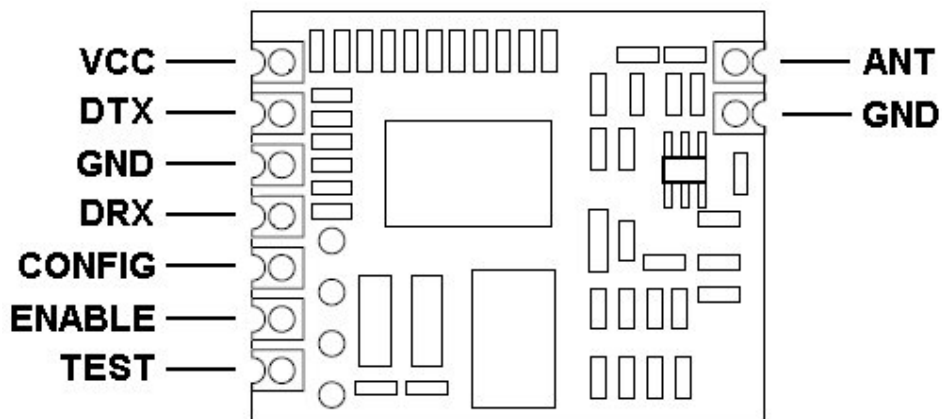 VCC
DTX
GND
DRX
CONFIG
ENABLE
TEST
ANT
GND